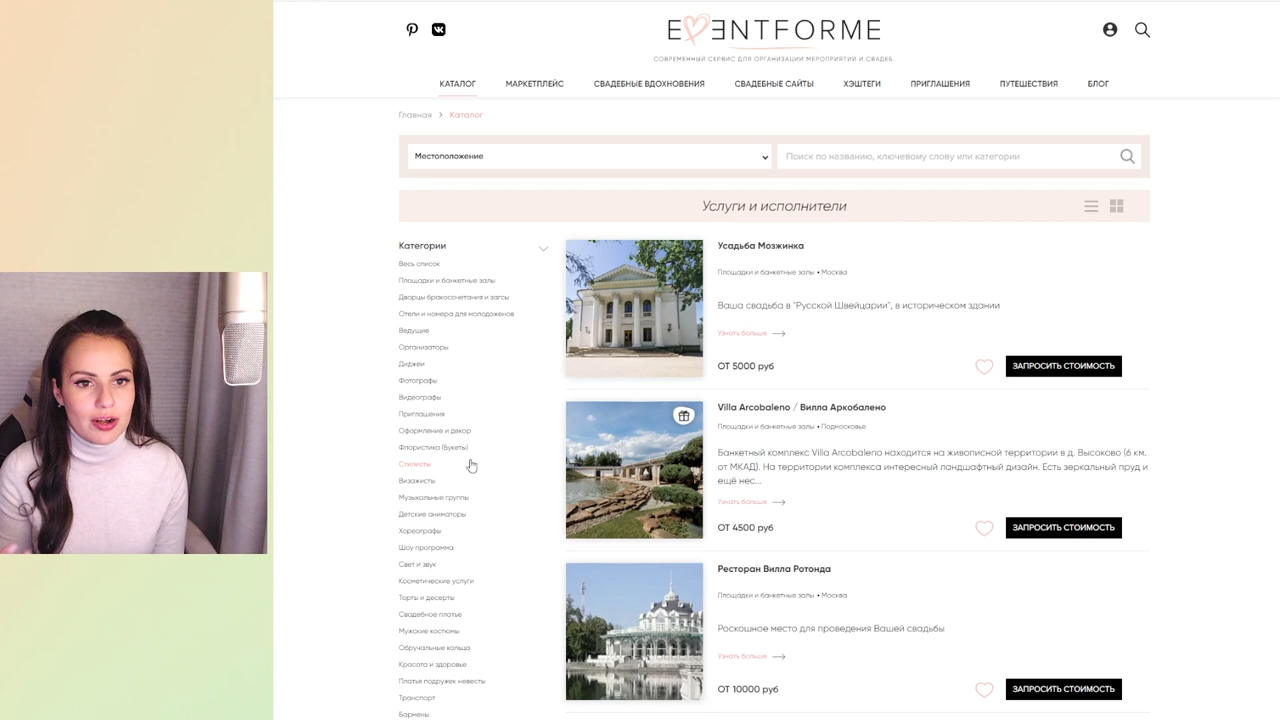 EVENTFORME
СОВРЕМЕННЫЙ СЕРВИС ДЛЯ ОРГАНИЗАЦИИ МЕРОПРИЯТИЙ И СВАДЕБ.
КАТАЛОГ МАРКЕТПЛЕЙС СВАДЕБНЫЕ ВДОХНОВЕНИЯ СВАДЕБНЫЕ САЙТЫ ХЭШТЕГИ ПРИГЛАШЕНИЯ ПУТЕШЕСТВИЯ БЛОГ
Главная > Каталог
Местоположение
Поиск по названию, ключевому слову или категории
Услуги и исполнители
Категории
Весь список
Площадки и банкетные залы
Дворцы бракосочетания и загсы
Отели и номера для молодоженов
Ведущие
Организаторы
Диджеи
Фотографы
Видеографы
Приглашения
Оформление и декор
Флористика (Букеты)
Стилисты
Визажисты
Музыкальные группы
Детские аниматоры
Хореографы
Шоу программа
Свет и звук
Косметические услуги
Торты и десерты
Свадебное платье
Мужские костюмы
Обручальные кольца
Красота и здоровье
Платья подружек невесты
Транспорт
Бармены
Усадьба Мозжинка
Площадки и банкетные залы • Москва
Ваша свадьба в "Русской Швейцарии", в историческом здании
Узнать больше
ОТ 5000 руб
ЗАПРОСИТЬ СТОИМОСТЬ
Villa Arcobaleno / Вилла Аркобалено
Площадки и банкетные залы • Подмосковье
Банкетный комплекс Villa Arcobaleno находится на живописной территории в д. Высоково (6 км.
от МКАД). На территории комплекса интересный ландшафтный дизайн. Есть зеркальный пруд и
ещё нес...
Узнать больше
ОТ 4500 руб
ЗАПРОСИТЬ СТОИМОСТЬ
Ресторан Вилла Ротонда
Площадки и банкетные залы • Москва
Роскошное место для проведения Вашей свадьбы
Узнать больше
ОТ 10000 руб
ЗАПРОСИТЬ СТОИМОСТЬ